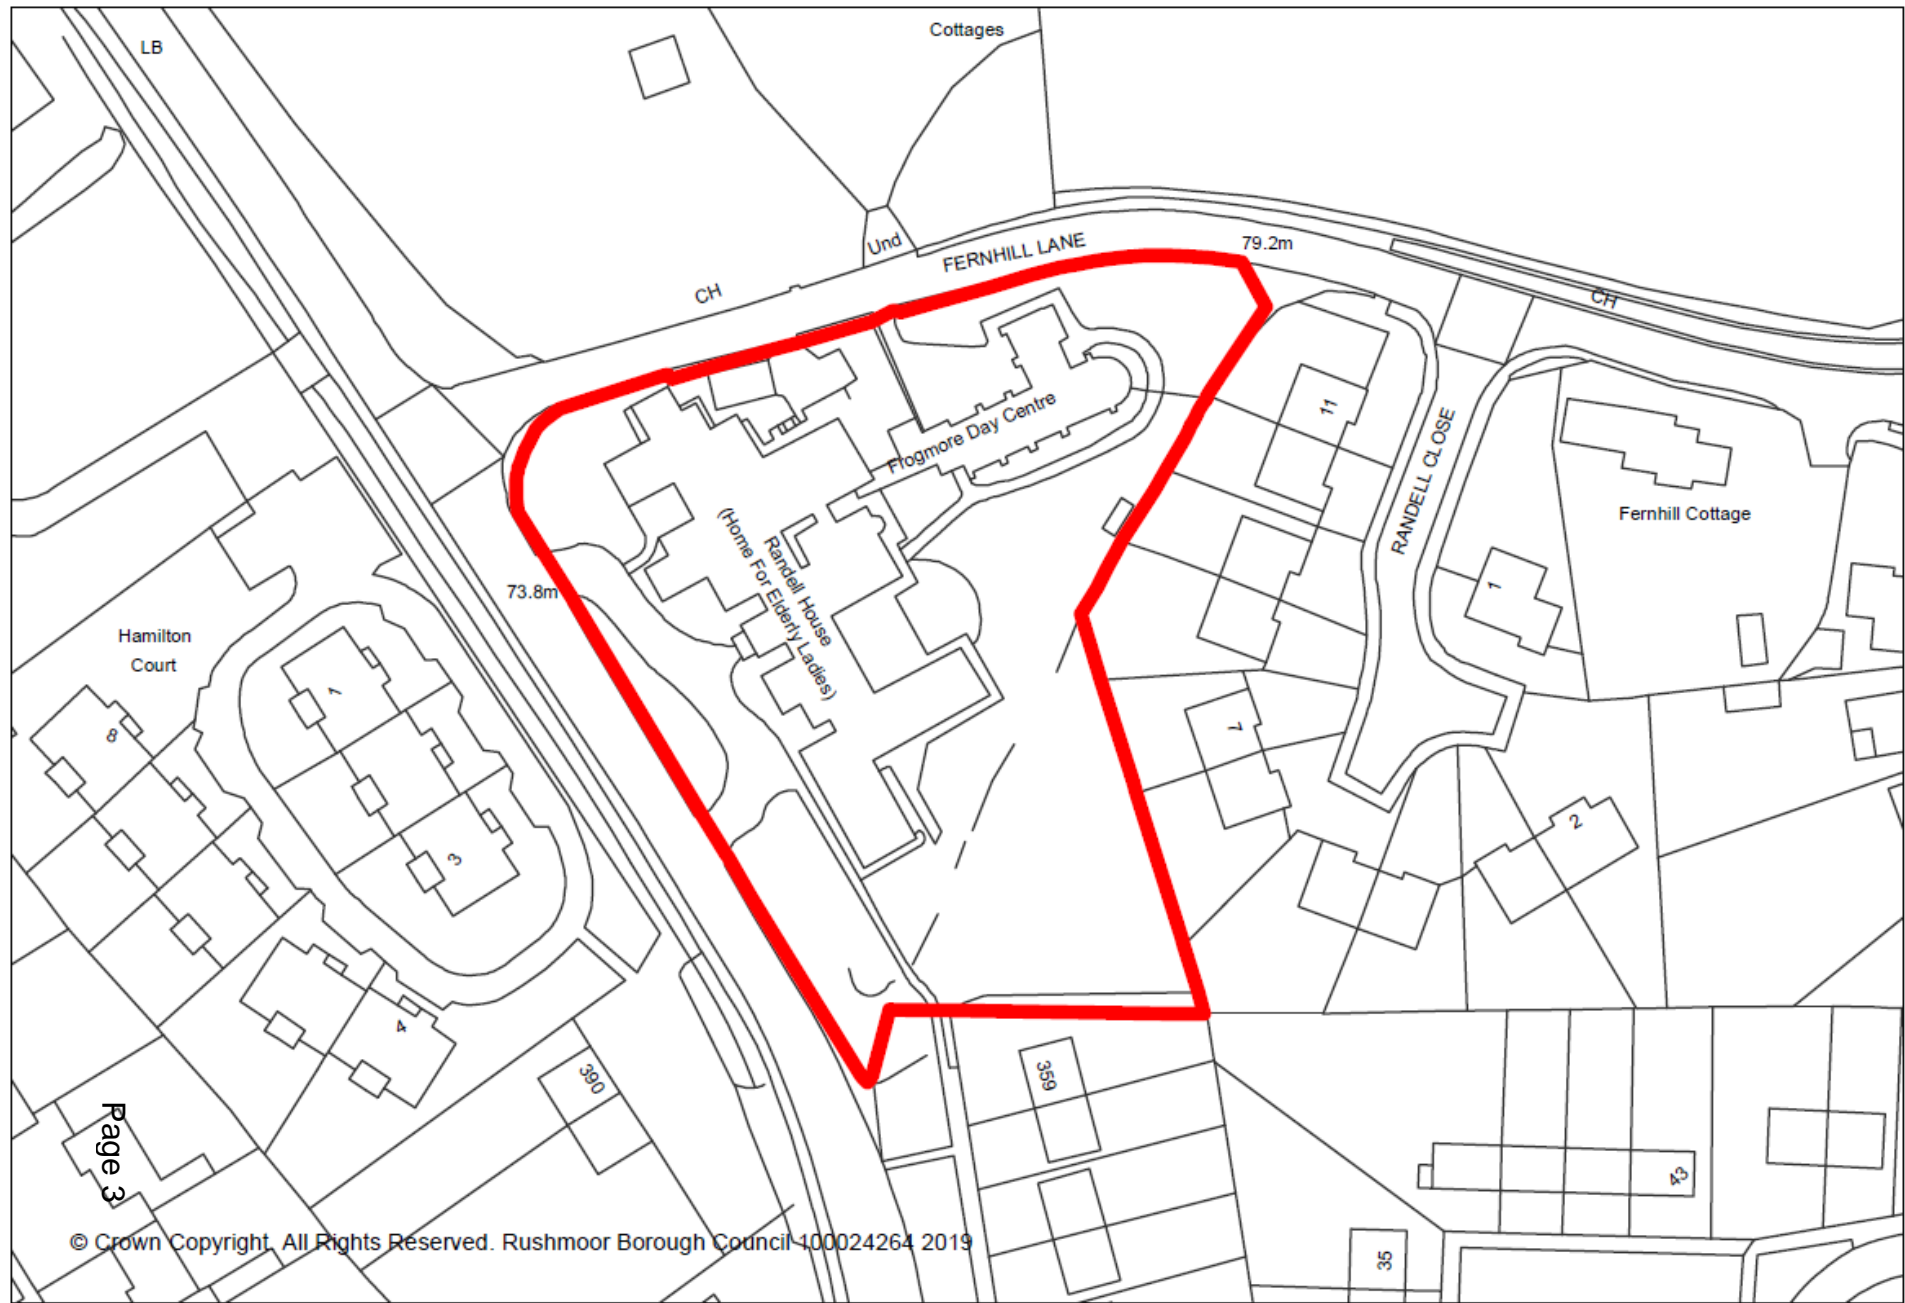 LB
Cottages
Und
FERNHILL LANE
79.2m
CH
CH
Frogmore Day Centre
11
RANDELL CLOSE
Fernhill Cottage
1
Randell House
(Home For Elderly Ladies)
73.8m
Hamilton
Court
1
8
3
7
2
4
390
359
43
35
Page 3
© Crown Copyright. All Rights Reserved. Rushmoor Borough Council 100024264 2019